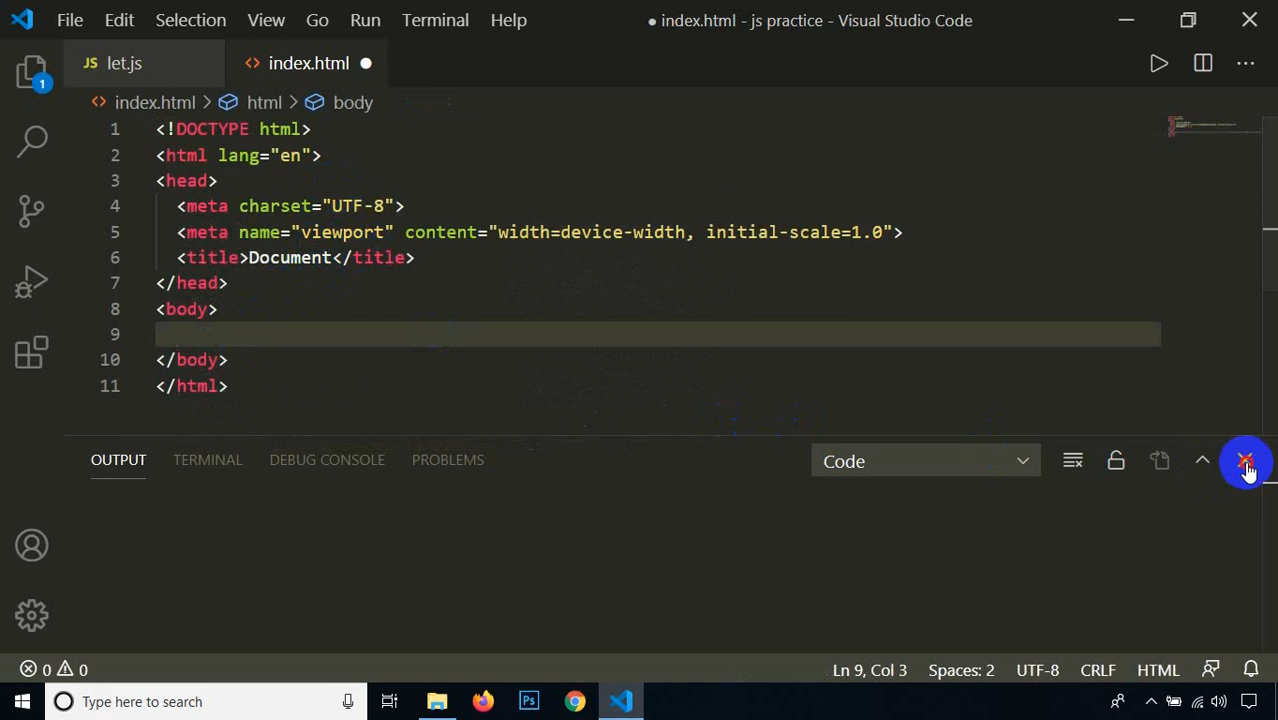 File Edit Selection View Go Run Terminal Help ● index.html - js practice - Visual Studio Code
JS let.js <> index.html ●
<> index.html > html > body
1 <!DOCTYPE html>
2 <html lang="en">
3 <head>
4 <meta charset="UTF-8">
5 <meta name="viewport" content="width=device-width, initial-scale=1.0">
6 <title>Document</title>
7 </head>
8 <body>
9
10 </body>
11 </html>
1
OUTPUT TERMINAL DEBUG CONSOLE PROBLEMS Code
0 0 Ln 9, Col 3 Spaces: 2 UTF-8 CRLF HTML
Type here to search Ps